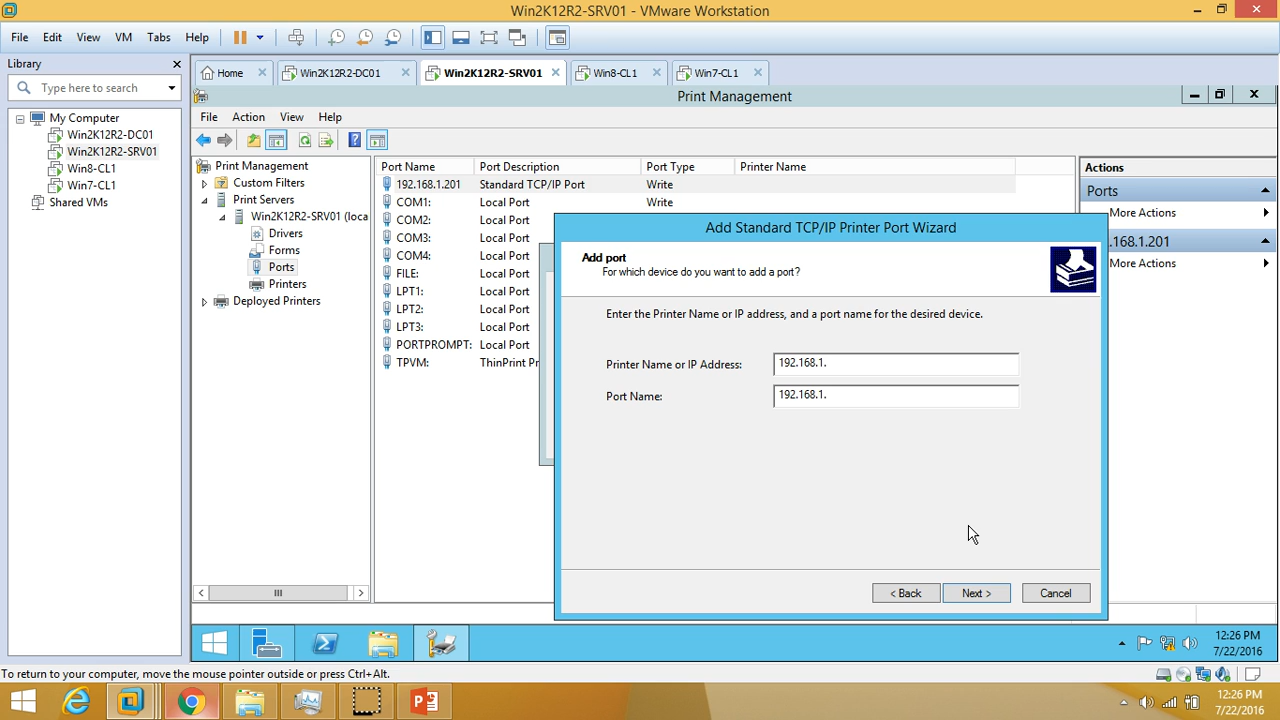 Win2K12R2-SRV01 - VMware Workstation
File Edit View VM Tabs Help
Library
Type here to search
My Computer
Win2K12R2-DC01
Win2K12R2-SRV01
Win8-CL1
Win7-CL1
Shared VMs
Home Win2K12R2-DC01 Win2K12R2-SRV01 Win8-CL1 Win7-CL1
Print Management
File Action View Help
Print Management
Custom Filters
Print Servers
Win2K12R2-SRV01 (loca
Drivers
Forms
Ports
Printers
Deployed Printers
Port Name Port Description Port Type Printer Name
192.168.1.201 Standard TCP/IP Port Write
COM1: Local Port Write
COM2: Local Port
COM3: Local Port
COM4: Local Port
FILE: Local Port
LPT1: Local Port
LPT2: Local Port
LPT3: Local Port
PORTPROMPT: Local Port
TPVM: ThinPrint Pr
Actions
Ports
More Actions
.168.1.201
More Actions
Add Standard TCP/IP Printer Port Wizard
Add port
For which device do you want to add a port?
Enter the Printer Name or IP address, and a port name for the desired device.
Printer Name or IP Address: 192.168.1.
Port Name: 192.168.1.
< Back Next > Cancel
12:26 PM
7/22/2016
To return to your computer, move the mouse pointer outside or press Ctrl+Alt.
12:26 PM
7/22/2016